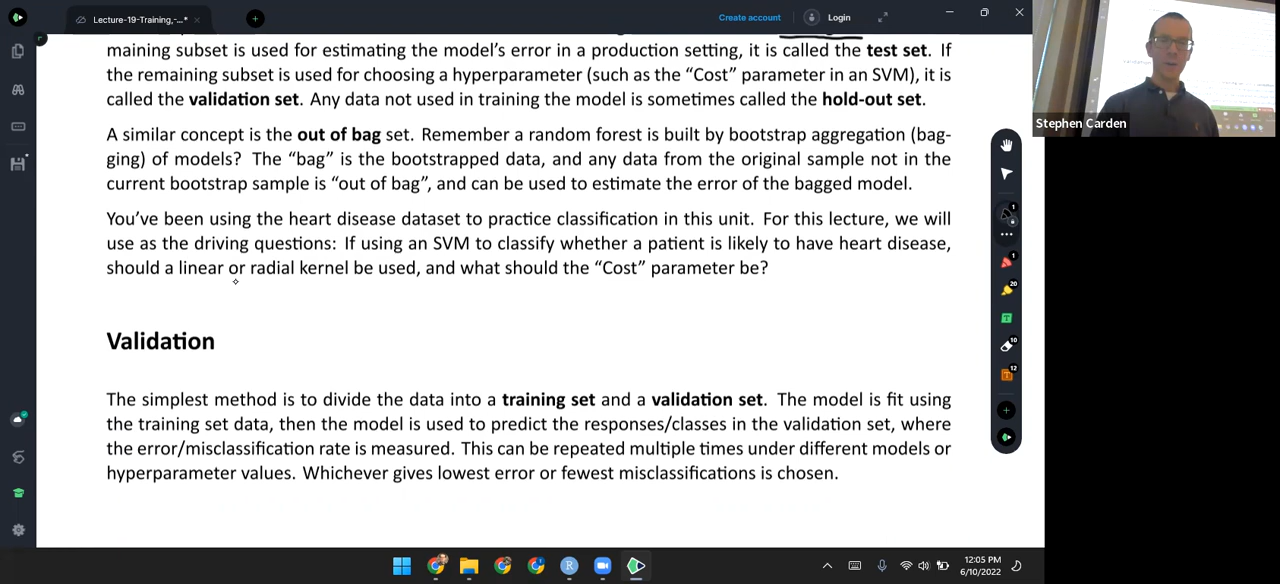 Lecture-19-Training,-...*
Create account
Login
maining subset is used for estimating the model's error in a production setting, it is called the test set. If
the remaining subset is used for choosing a hyperparameter (such as the "Cost" parameter in an SVM), it is
called the validation set. Any data not used in training the model is sometimes called the hold-out set.
A similar concept is the out of bag set. Remember a random forest is built by bootstrap aggregation (bag-
ging) of models? The "bag" is the bootstrapped data, and any data from the original sample not in the
current bootstrap sample is "out of bag", and can be used to estimate the error of the bagged model.
You've been using the heart disease dataset to practice classification in this unit. For this lecture, we will
use as the driving questions: If using an SVM to classify whether a patient is likely to have heart disease,
should a linear or radial kernel be used, and what should the "Cost" parameter be?
Validation
The simplest method is to divide the data into a training set and a validation set. The model is fit using
the training set data, then the model is used to predict the responses/classes in the validation set, where
the error/misclassification rate is measured. This can be repeated multiple times under different models or
hyperparameter values. Whichever gives lowest error or fewest misclassifications is chosen.
Stephen Carden
1
1
20
10
12
12:05 PM
6/10/2022